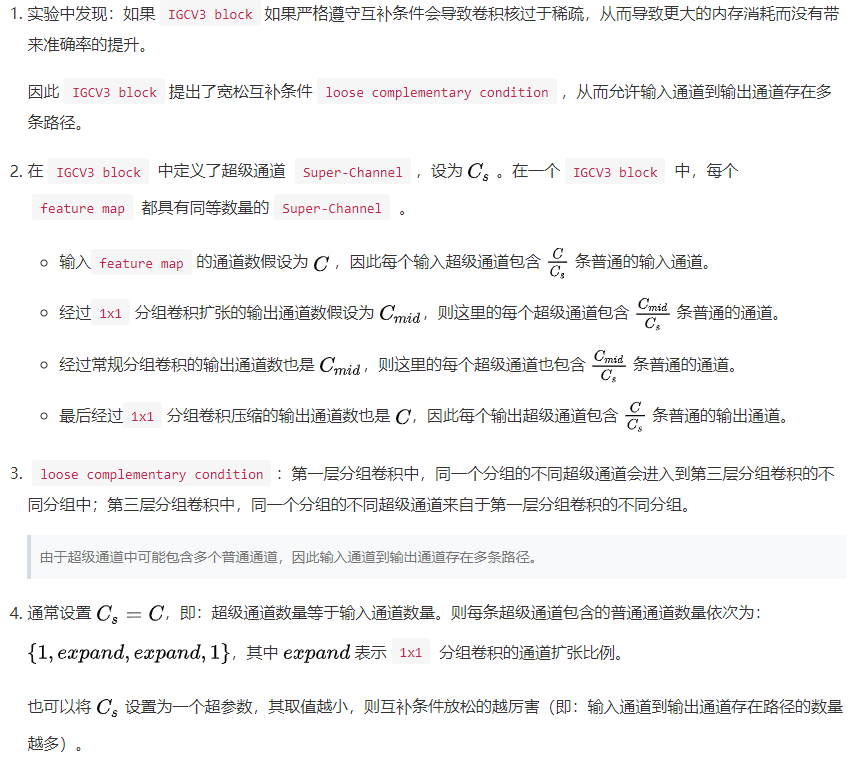 1. 实验中发现：如果 IGCV3 block 如果严格遵守互补条件会导致卷积核过于稀疏，从而导致更大的内存消耗而没有带
来准确率的提升。
因此 IGCV3 block 提出了宽松互补条件 loose complementary condition ，从而允许输入通道到输出通道存在多
条路径。
2. 在 IGCV3 block 中定义了超级通道 Super-Channel ，设为 $C_s$ 。在一个 IGCV3 block 中，每个
feature map 都具有同等数量的 Super-Channel 。
○ 输入 feature map 的通道数假设为 $C$ ，因此每个输入超级通道包含 $\frac{C}{C_s}$ 条普通的输入通道。
○ 经过 1x1 分组卷积扩张的输出通道数假设为 $C_{mid}$，则这里的每个超级通道包含 $\frac{C_{mid}}{C_s}$ 条普通的通道。
○ 经过常规分组卷积的输出通道数也是 $C_{mid}$，则这里的每个超级通道也包含 $\frac{C_{mid}}{C_s}$ 条普通的通道。
○ 最后经过 1x1 分组卷积压缩的输出通道数也是 $C$，因此每个输出超级通道包含 $\frac{C}{C_s}$ 条普通的输出通道。
3. loose complementary condition ：第一层分组卷积中，同一个分组的不同超级通道会进入到第三层分组卷积的不
同分组中；第三层分组卷积中，同一个分组的不同超级通道来自于第一层分组卷积的不同分组。
由于超级通道中可能包含多个普通通道，因此输入通道到输出通道存在多条路径。
4. 通常设置 $C_s = C$，即：超级通道数量等于输入通道数量。则每条超级通道包含的普通通道数量依次为：
$\{1, expand, expand, 1\}$，其中 $expand$ 表示 1x1 分组卷积的通道扩张比例。
也可以将 $C_s$ 设置为一个超参数，其取值越小，则互补条件放松的越厉害（即：输入通道到输出通道存在路径的数量
越多）。